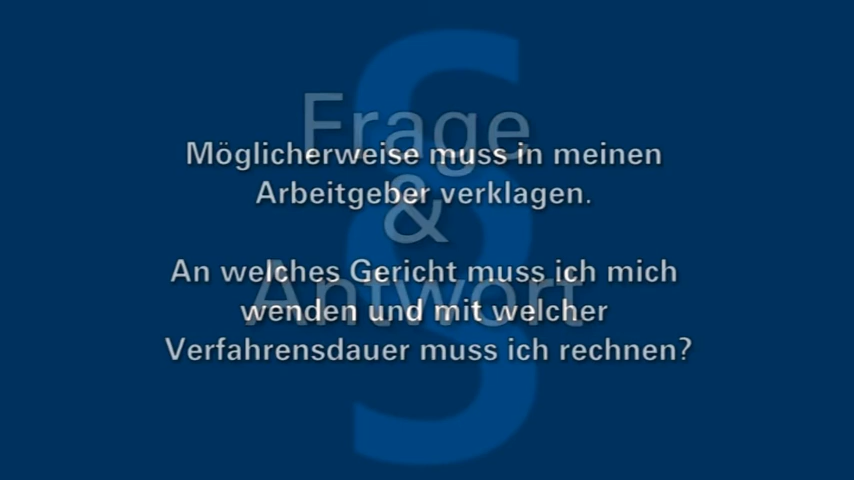 Frage
&
Antwort
§
Möglicherweise muss in meinen
Arbeitgeber verklagen.
An welches Gericht muss ich mich
wenden und mit welcher
Verfahrensdauer muss ich rechnen?